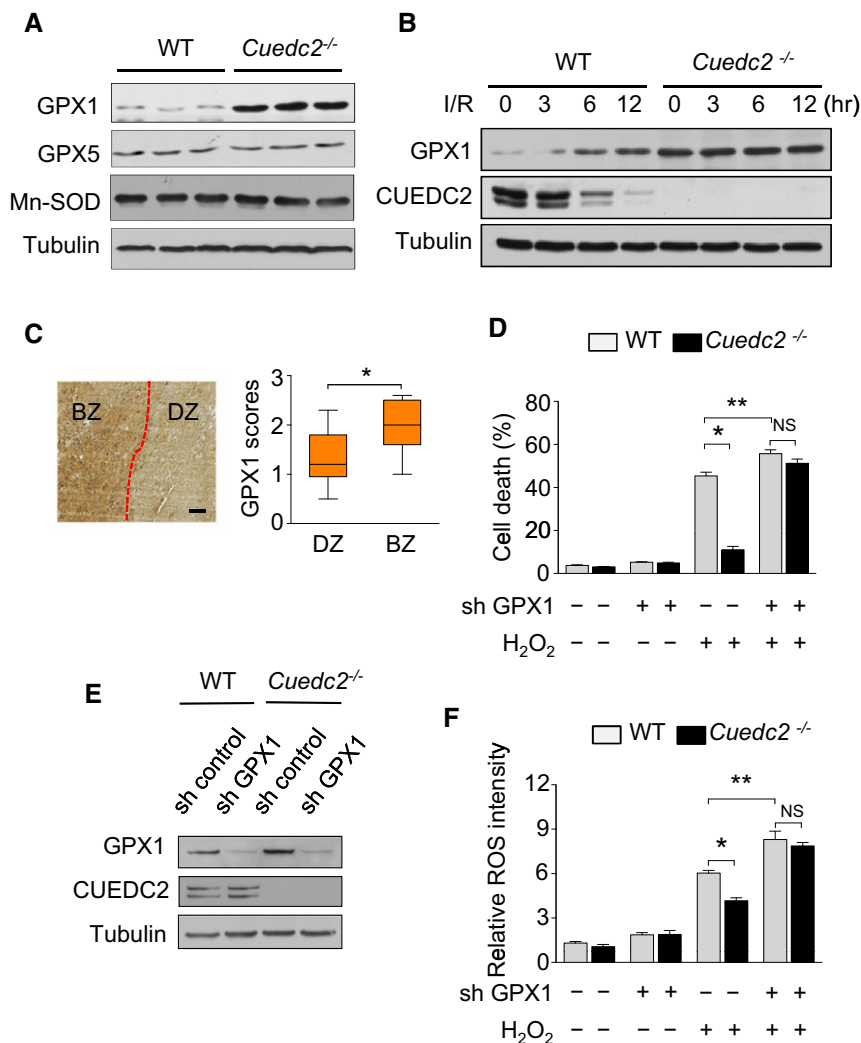 A
WT Cuedc2-/-
GPX1
GPX5
Mn-SOD
Tubulin
B
WT Cuedc2 -/-
I/R 0 3 6 12 0 3 6 12 (hr)
GPX1
CUEDC2
Tubulin
C
BZ DZ
GPX1 scores
3
2
1
0
*
DZ BZ
D
WT Cuedc2 -/-
Cell death (%)
80
60
40
20
0
** 
* NS
sh GPX1 – – + + – – + +
H2O2 – – – – + + + +
E
WT Cuedc2-/-
sh control sh GPX1 sh control sh GPX1
GPX1
CUEDC2
Tubulin
F
WT Cuedc2 -/-
Relative ROS intensity
12
9
6
3
0
**
* NS
sh GPX1 – – + + – – + +
H2O2 – – – – + + + +